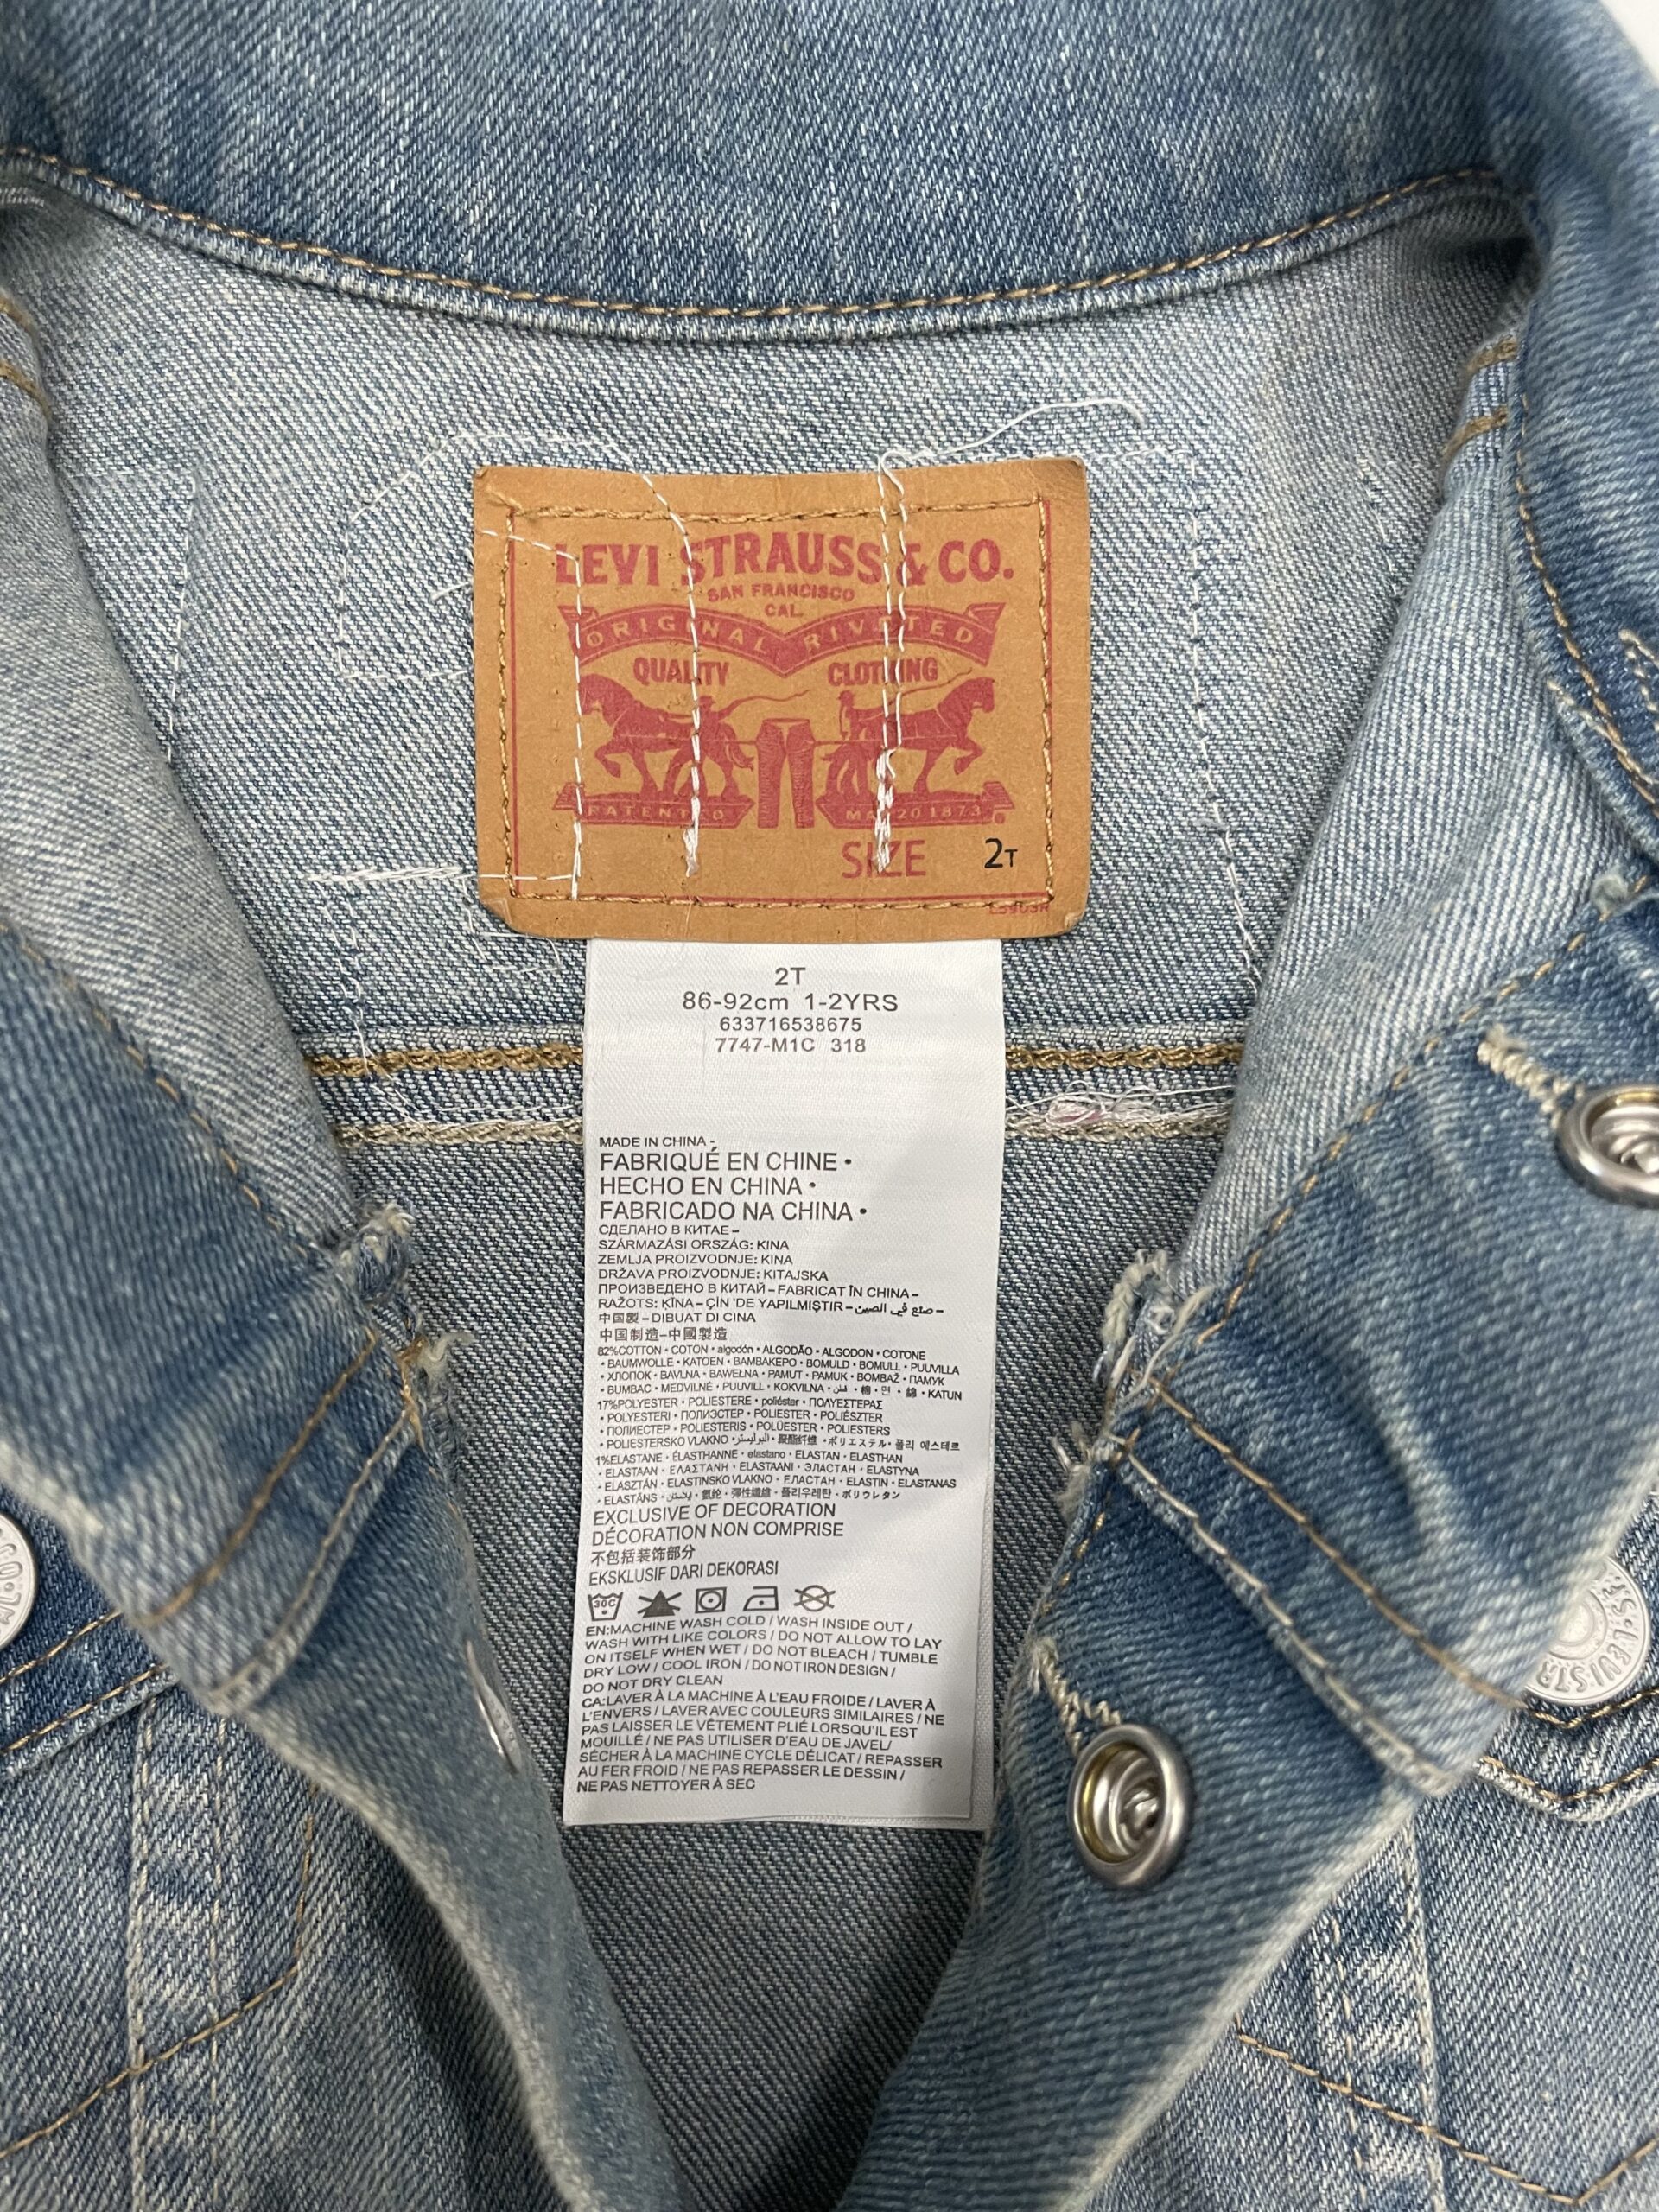 LEVI STRAUSS & CO.
SAN FRANCISCO
CAL.
ORIGINAL RIVETED
QUALITY CLOTHING
PATENTED MAY 20 1873
SIZE 2T
2T
86-92cm 1-2YRS
633716538675
7747-M1C 318
MADE IN CHINA -
FABRIQUÉ EN CHINE •
HECHO EN CHINA •
FABRICADO NA CHINA •
СДЕЛАНО В КИТАЕ –
SZÁRMAZÁSI ORSZÁG: KINA
ZEMLJA PROIZVODNJE: KINA
DRŽAVA PROIZVODNJE: KITAJSKA
ПРОИЗВЕДЕНО В КИТАЙ – FABRICAT ÎN CHINA –
RAŽOTS: ĶĪNA – ÇİN 'DE YAPILMIŞTIR – صنع في الصين –
中国製 – DIBUAT DI CINA
中国制造–中國製造
82%COTTON • COTON • algodón • ALGODÃO • ALGODON • COTONE
• BAUMWOLLE • KATOEN • ΒΑΜΒΑΚΕΡΟ • BOMULD • BOMULL • PUUVILLA
• ХЛОПОК • BAVLNA • BAWEŁNA • PAMUT • PAMUK • BOMBAŽ • ПАМУК
• BUMBAC • MEDVILNĖ • PUUVILL • KOKVILNA • قطن • 棉 • 면 • 綿 • KATUN
17%POLYESTER • POLIESTERE • poliéster • ΠΟΛΥΕΣΤΕΡΑΣ
• POLYESTERI • ПОЛИЭСТЕР • POLIESTER • POLIÉSZTER
• ПОЛИЕСТЕР • POLIESTERIS • POLÜESTER • POLIESTERS
• POLIESTERSKO VLAKNO • البوليستر • 聚酯纤维 • ポリエステル • 폴리 에스테르
1%ELASTANE • ÉLASTHANNE • elastano • ELASTAN • ELASTHAN
• ELASTAAN • ΕΛΑΣΤΑΝΗ • ELASTAANI • ЭЛАСТАН • ELASTYNA
• ELASZTÁN • ELASTINSKO VLAKNO • ЕЛАСТАН • ELASTIN • ELASTANAS
• ELASTĀNS • إيلاستان • 氨纶 • 彈性纖維 • 폴리우레탄 • ポリウレタン
EXCLUSIVE OF DECORATION
DÉCORATION NON COMPRISE
不包括装饰部分
EKSKLUSIF DARI DEKORASI
30C
EN:MACHINE WASH COLD / WASH INSIDE OUT /
WASH WITH LIKE COLORS / DO NOT ALLOW TO LAY
ON ITSELF WHEN WET / DO NOT BLEACH / TUMBLE
DRY LOW / COOL IRON / DO NOT IRON DESIGN /
DO NOT DRY CLEAN
CA:LAVER À LA MACHINE À L'EAU FROIDE / LAVER À
L'ENVERS / LAVER AVEC COULEURS SIMILAIRES / NE
PAS LAISSER LE VÊTEMENT PLIÉ LORSQU'IL EST
MOUILLÉ / NE PAS UTILISER D'EAU DE JAVEL/
SÉCHER À LA MACHINE CYCLE DÉLICAT / REPASSER
AU FER FROID / NE PAS REPASSER LE DESSIN /
NE PAS NETTOYER À SEC